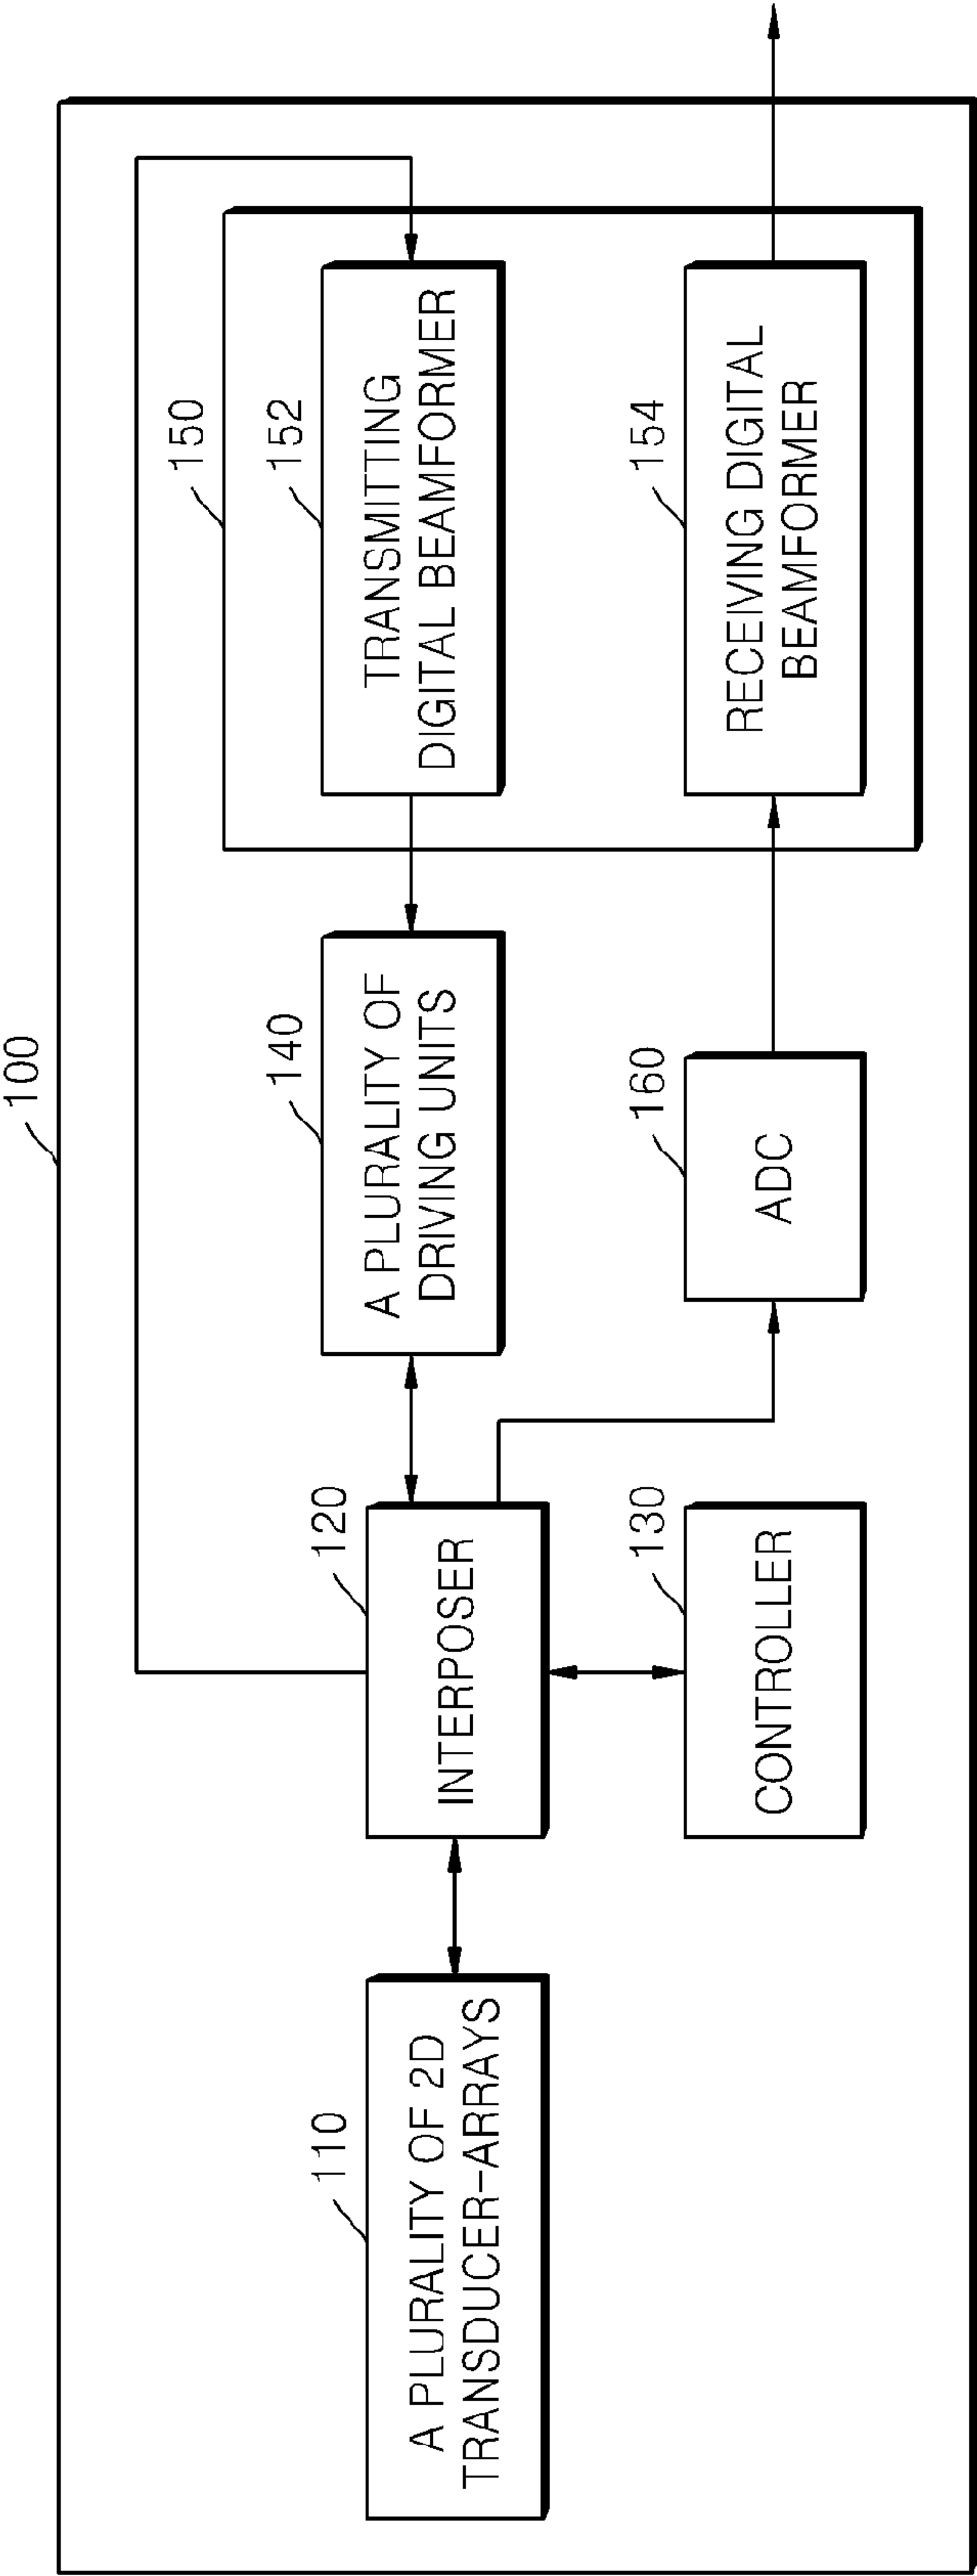 100
150
152
TRANSMITTING
DIGITAL BEAMFORMER
140
A PLURALITY OF
DRIVING UNITS
120
INTERPOSER
110
A PLURALITY OF 2D
TRANSDUCER-ARRAYS
130
CONTROLLER
160
ADC
154
RECEIVING DIGITAL
BEAMFORMER